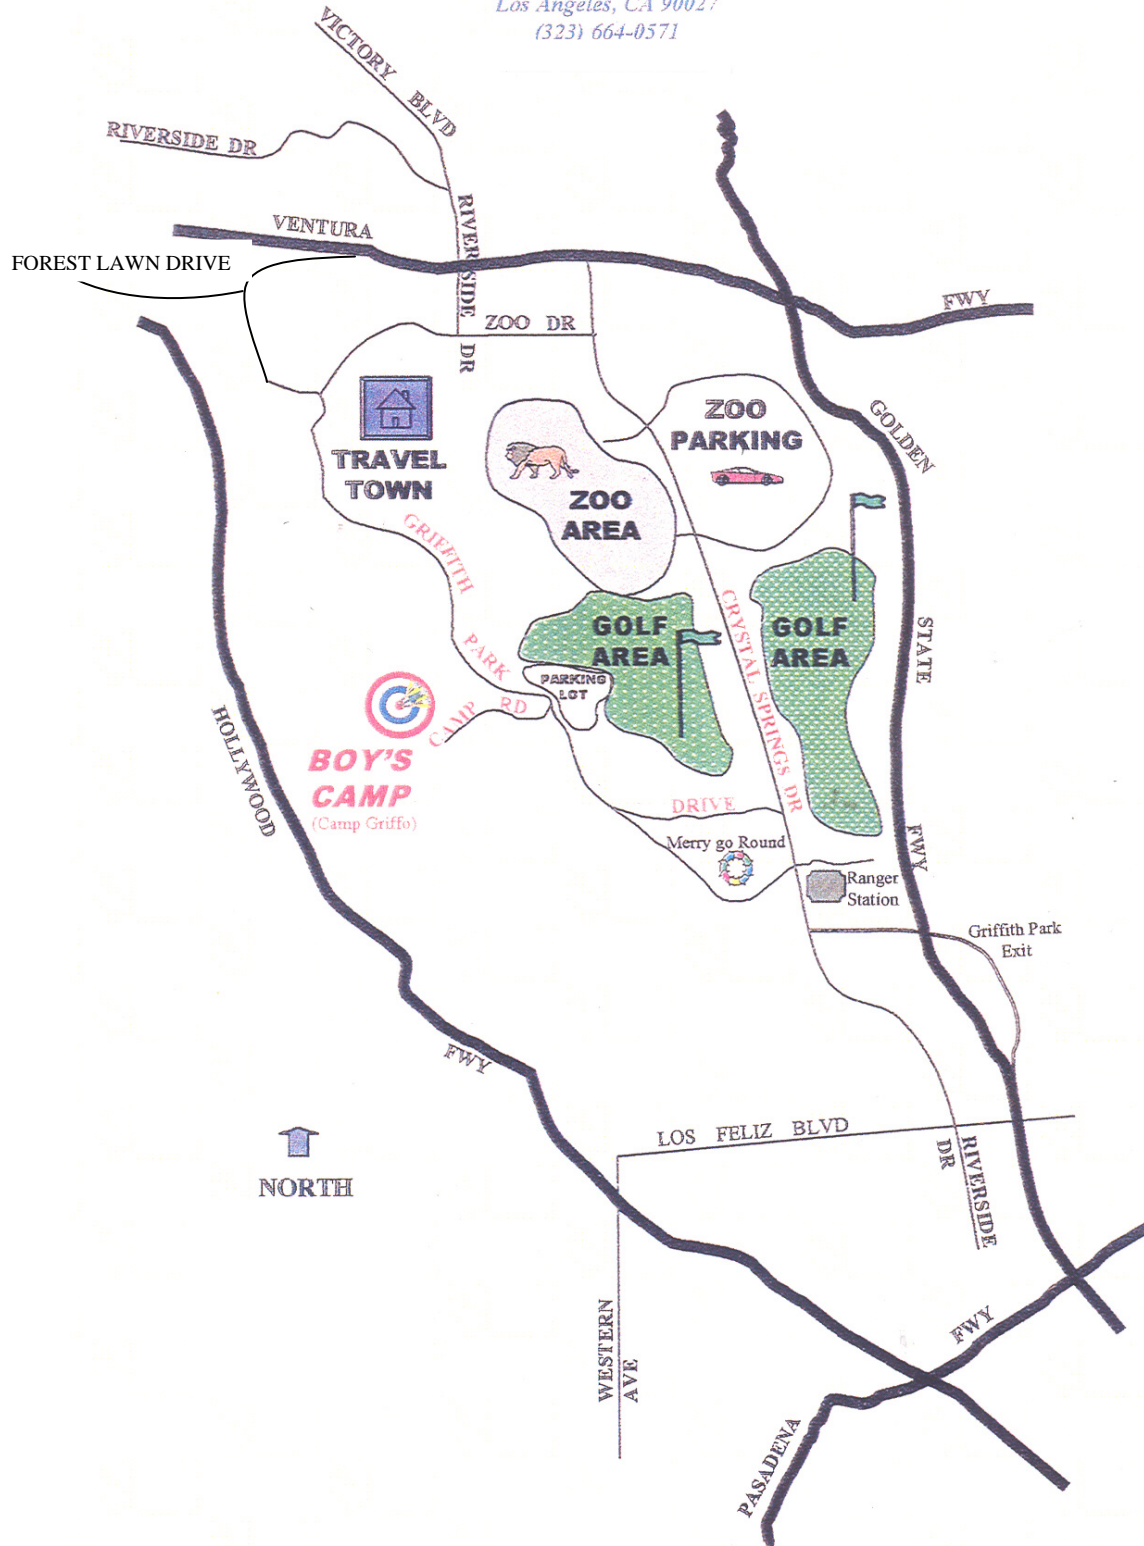 Los Angeles, CA 90027
(323) 664-0571
VICTORY BLVD
RIVERSIDE DR
VENTURA
FWY
FOREST LAWN DRIVE
RIVERSIDE DR
ZOO DR
ZOO
PARKING
GOLDEN
STATE
FWY
TRAVEL
TOWN
ZOO
AREA
GRIFFITH
PARK
DRIVE
CRYSTAL SPRINGS DR
GOLF
AREA
GOLF
AREA
PARKING
LOT
CAMP RD
BOY'S
CAMP
(Camp Griffo)
HOLLYWOOD
FWY
Merry go Round
Ranger
Station
Griffith Park
Exit
NORTH
LOS FELIZ BLVD
RIVERSIDE
DR
WESTERN
AVE
PASADENA
FWY